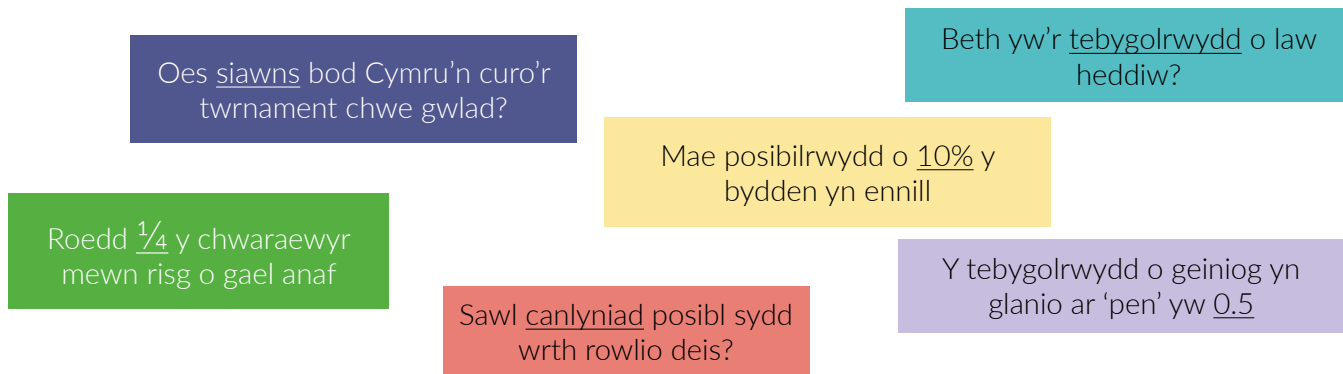 Oes siawns bod Cymru'n curo'r
twrnament chwe gwlad?
Beth yw'r tebygolrwydd o law
heddiw?
Mae posibilrwydd o 10% y
bydden yn ennill
Roedd ¼ y chwaraewyr
mewn risg o gael anaf
Y tebygolrwydd o geiniog yn
glanio ar ‘pen’ yw 0.5
Sawl canlyniad posibl sydd
wrth rowlio deis?